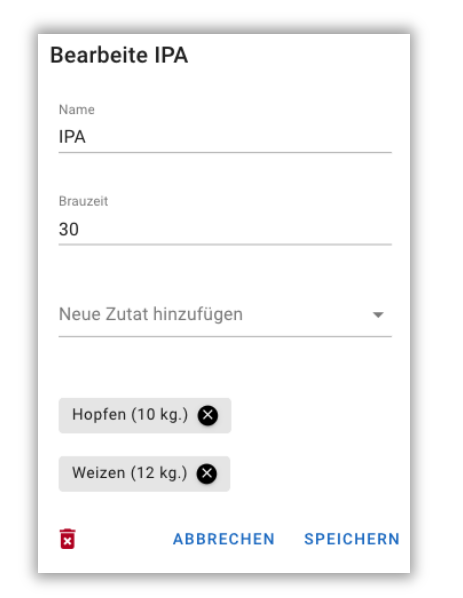 Bearbeite IPA
Name
IPA
Brauzeit
30
Neue Zutat hinzufügen
Hopfen (10 kg.)
Weizen (12 kg.)
ABBRECHEN SPEICHERN